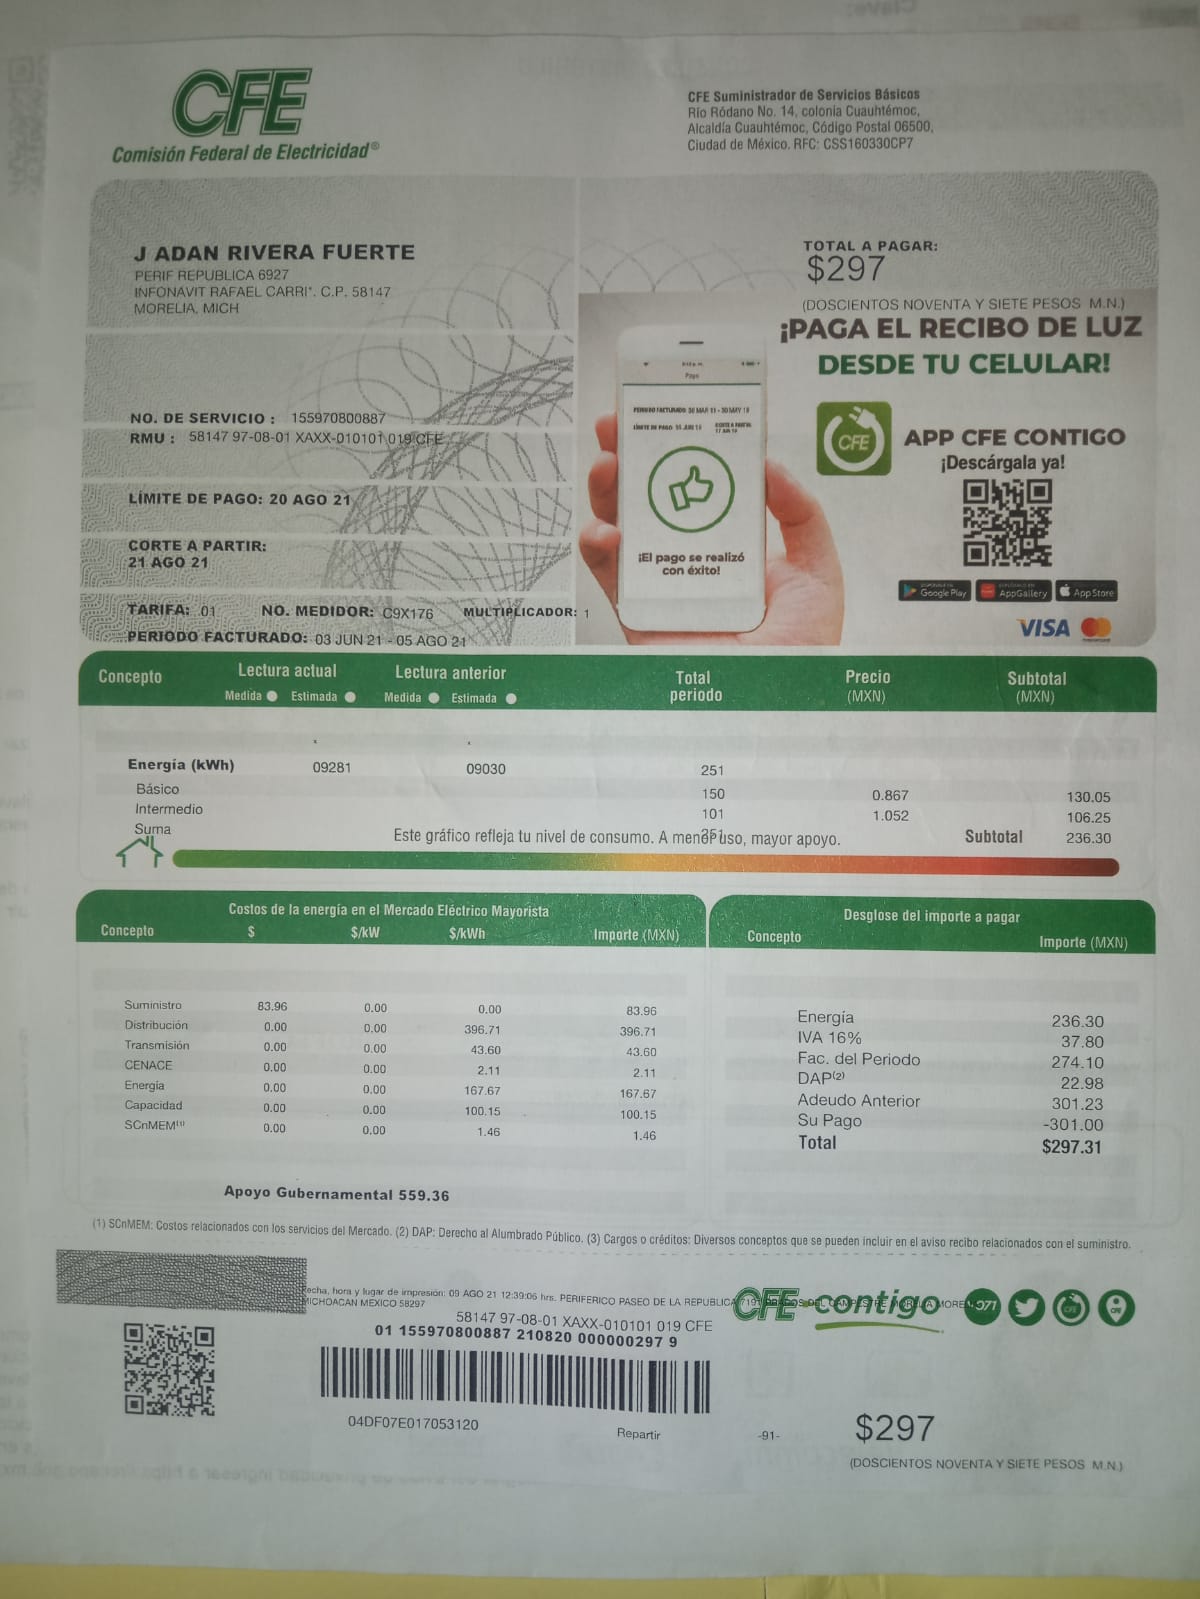 CFE
Comisión Federal de Electricidad®
CFE Suministrador de Servicios Básicos
Río Ródano No. 14, colonia Cuauhtémoc,
Alcaldía Cuauhtémoc, Código Postal 06500,
Ciudad de México. RFC: CSS160330CP7
J ADAN RIVERA FUERTE
PERIF REPUBLICA 6927
INFONAVIT RAFAEL CARRI*. C.P. 58147
MORELIA, MICH
TOTAL A PAGAR:
$297
(DOSCIENTOS NOVENTA Y SIETE PESOS M.N.)
¡PAGA EL RECIBO DE LUZ
DESDE TU CELULAR!
Pago
PERIODO FACTURADO: 30 MAR 15 - 30 MAY 15
¡El pago se realizó
con éxito!
CFE
APP CFE CONTIGO
¡Descárgala ya!
Google Play
AppGallery
App Store
VISA
NO. DE SERVICIO : 155970800887
RMU : 58147 97-08-01 XAXX-010101 019 CFE
LÍMITE DE PAGO: 20 AGO 21
CORTE A PARTIR:
21 AGO 21
TARIFA: 01 NO. MEDIDOR: C9X176 MULTIPLICADOR: 1
PERIODO FACTURADO: 03 JUN 21 - 05 AGO 21
Concepto Lectura actual Lectura anterior Total periodo Precio (MXN) Subtotal (MXN)
Medida Estimada Medida Estimada
Energía (kWh) 09281 09030 251
Básico 150 0.867 130.05
Intermedio 101 1.052 106.25
Suma 251 Subtotal 236.30
Este gráfico refleja tu nivel de consumo. A menor uso, mayor apoyo.
Costos de la energía en el Mercado Eléctrico Mayorista
Concepto $ $/kW $/kWh Importe (MXN)
Suministro 83.96 0.00 0.00 83.96
Distribución 0.00 0.00 396.71 396.71
Transmisión 0.00 0.00 43.60 43.60
CENACE 0.00 0.00 2.11 2.11
Energía 0.00 0.00 167.67 167.67
Capacidad 0.00 0.00 100.15 100.15
SCnMEM(1) 0.00 0.00 1.46 1.46
Apoyo Gubernamental 559.36
Desglose del importe a pagar
Concepto Importe (MXN)
Energía 236.30
IVA 16% 37.80
Fac. del Periodo 274.10
DAP(2) 22.98
Adeudo Anterior 301.23
Su Pago -301.00
Total $297.31
(1) SCnMEM: Costos relacionados con los servicios del Mercado. (2) DAP: Derecho al Alumbrado Público. (3) Cargos o créditos: Diversos conceptos que se pueden incluir en el aviso recibo relacionados con el suministro.
echa, hora y lugar de impresión: 09 AGO 21 12:39:06 hrs. PERIFERICO PASEO DE LA REPUBLICA
MICHOACAN MEXICO 58297
58147 97-08-01 XAXX-010101 019 CFE
01 155970800887 210820 000000297 9
CFE contigo
071
04DF07E017053120
Repartir
-91-
$297
(DOSCIENTOS NOVENTA Y SIETE PESOS M.N.)